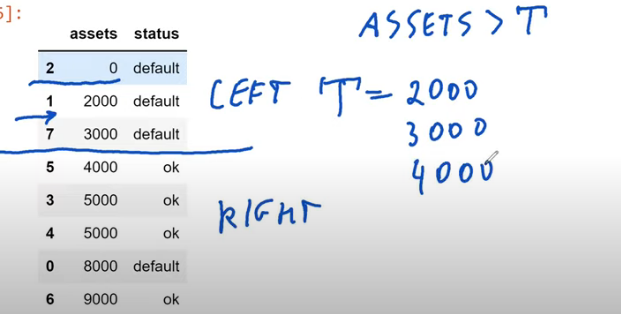 5]:
assets status
ASSETS > T
2 0 default
1 2000 default
LEFT T = 2000
7 3000 default
3000
5 4000 ok
4000
3 5000 ok
RIGHT
4 5000 ok
0 8000 default
6 9000 ok